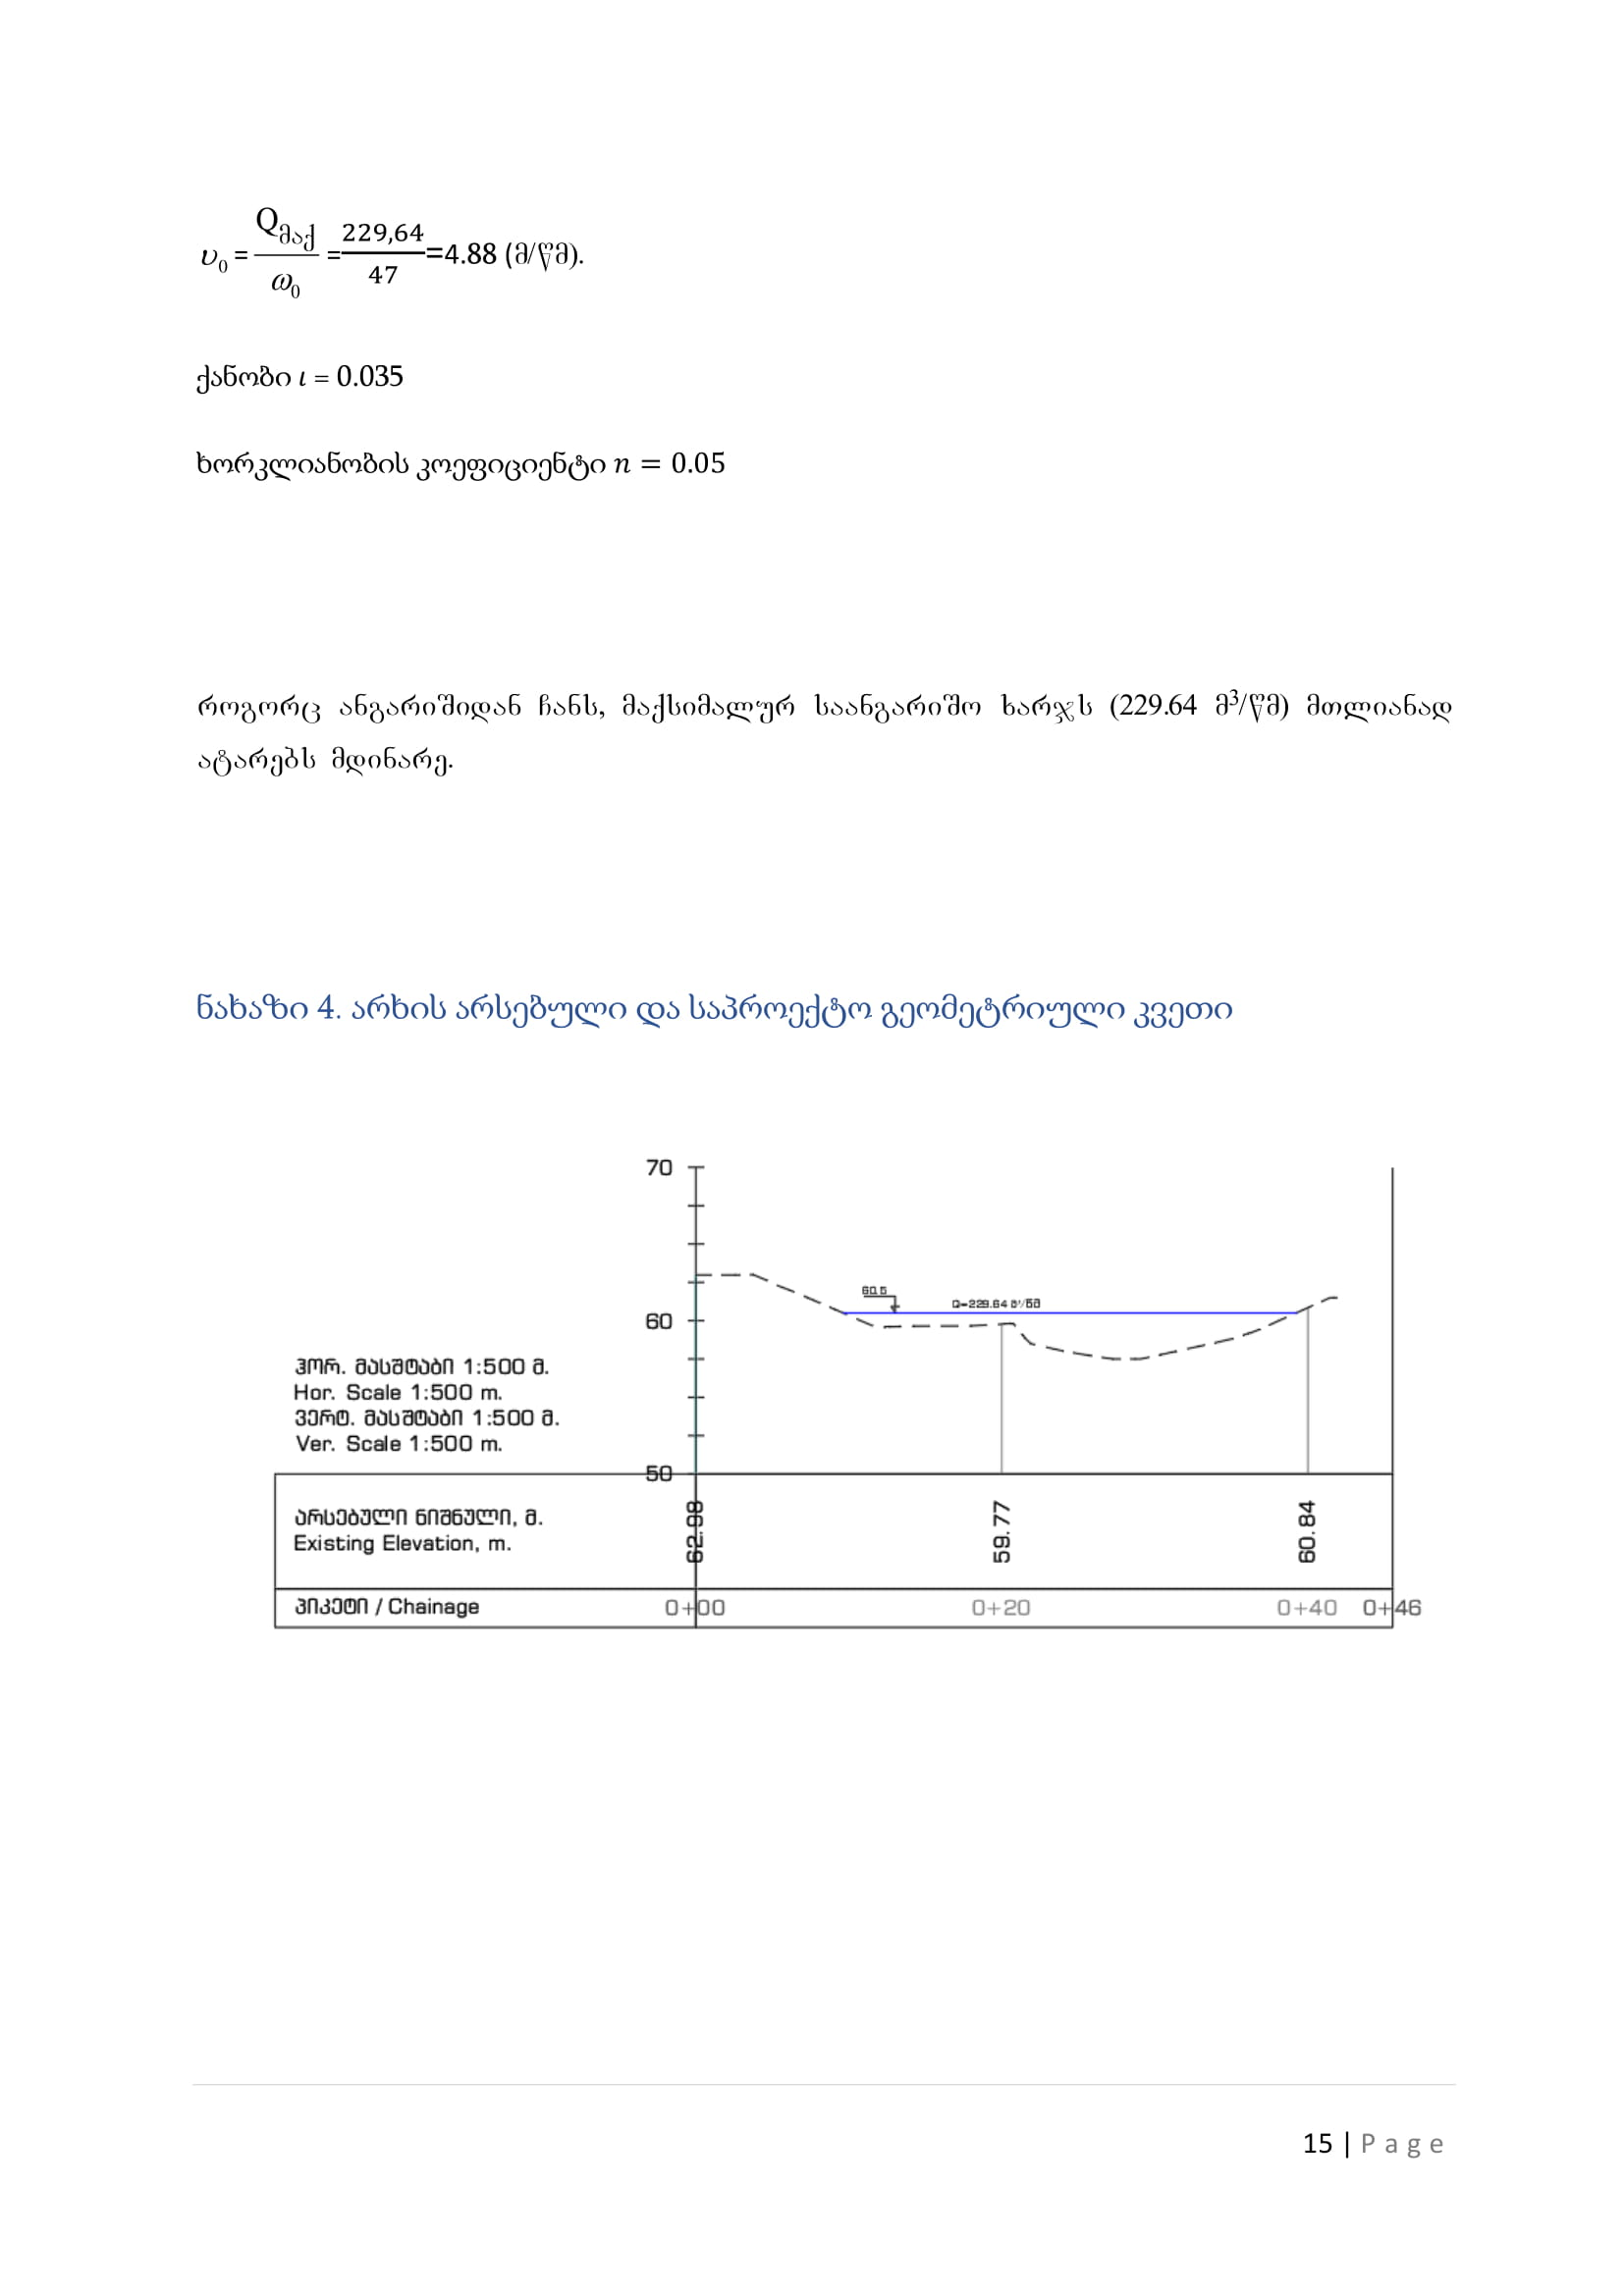 υ₀ = Qმაქ/ω₀ = 229,64/47 =4.88 (მ/წმ).
ქანობი ι = 0.035
ხორკლიანობის კოეფიციენტი n = 0.05
როგორც ანგარიშიდან ჩანს, მაქსიმალურ საანგარიშო ხარჯს (229.64 მ³/წმ) მთლიანად
ატარებს მდინარე.
ნახაზი 4. არხის არსებული და საპროექტო გეომეტრიული კვეთი
70
60.5
Q=229.64 მ³/წმ
60
ჰორ. მასშტაბი 1:500 მ.
Hor. Scale 1:500 m.
ვერტ. მასშტაბი 1:500 მ.
Ver. Scale 1:500 m.
50
არსებული ნიშნული, მ.
Existing Elevation, m.
62.98 59.77 60.84
პიკეტი / Chainage 0+00 0+20 0+40 0+46
15 | Page